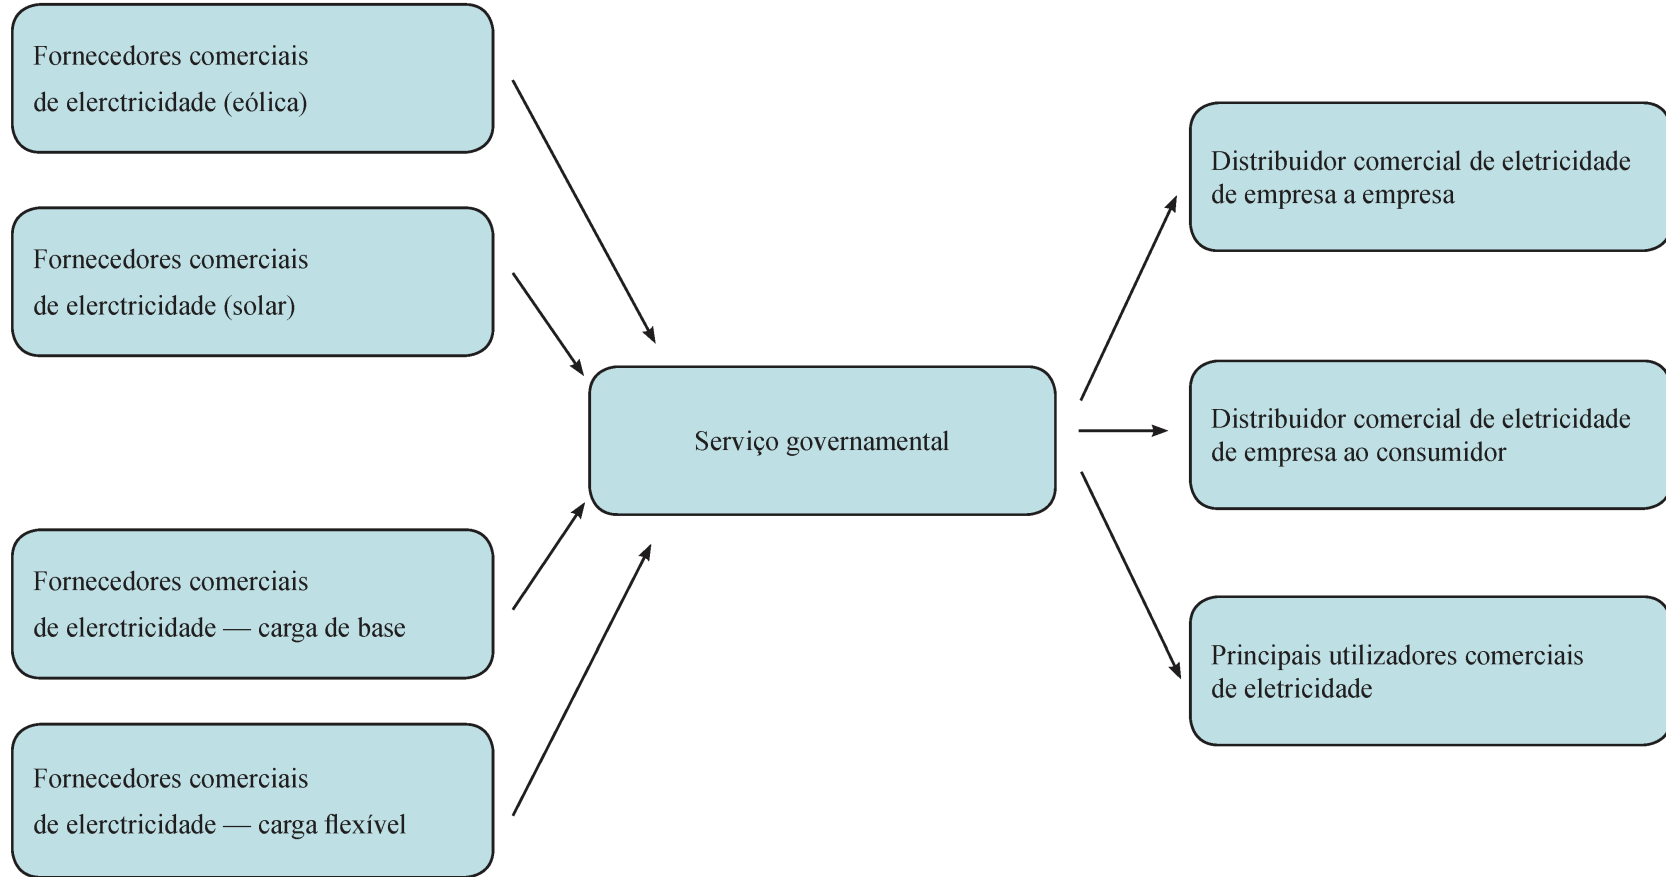 Fornecedores comerciais
de elerctricidade (eólica)
Fornecedores comerciais
de elerctricidade (solar)
Fornecedores comerciais
de elerctricidade — carga de base
Fornecedores comerciais
de elerctricidade — carga flexível
Serviço governamental
Distribuidor comercial de eletricidade
de empresa a empresa
Distribuidor comercial de eletricidade
de empresa ao consumidor
Principais utilizadores comerciais
de eletricidade